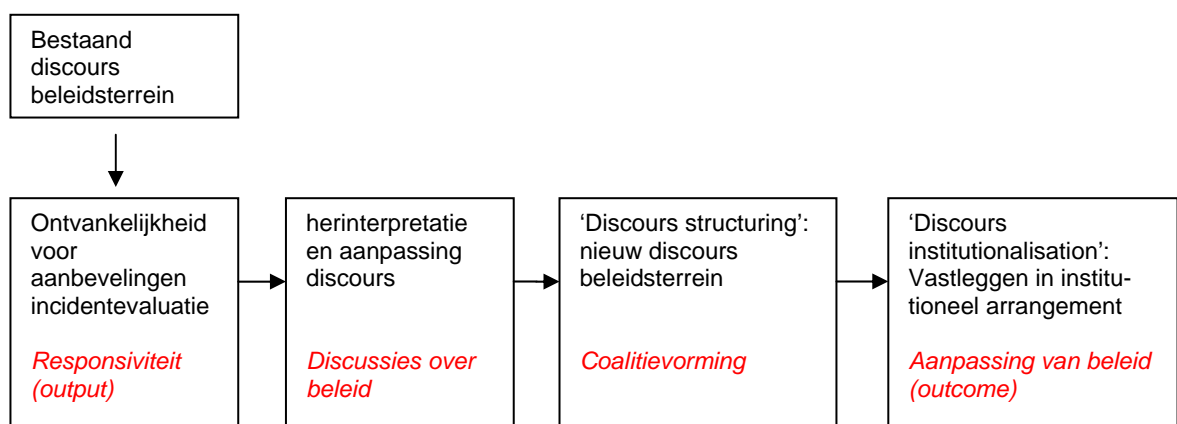 Bestaand
discours
beleidsterrein
Ontvankelijkheid
voor
aanbevelingen
incidentevaluatie
Responsiviteit
(output)
herinterpretatie
en aanpassing
discours
Discussies over
beleid
‘Discours structuring’:
nieuw discours
beleidsterrein
Coalitievorming
‘Discours
institutionalisation’:
Vastleggen in institu-
tioneel arrangement
Aanpassing van beleid
(outcome)